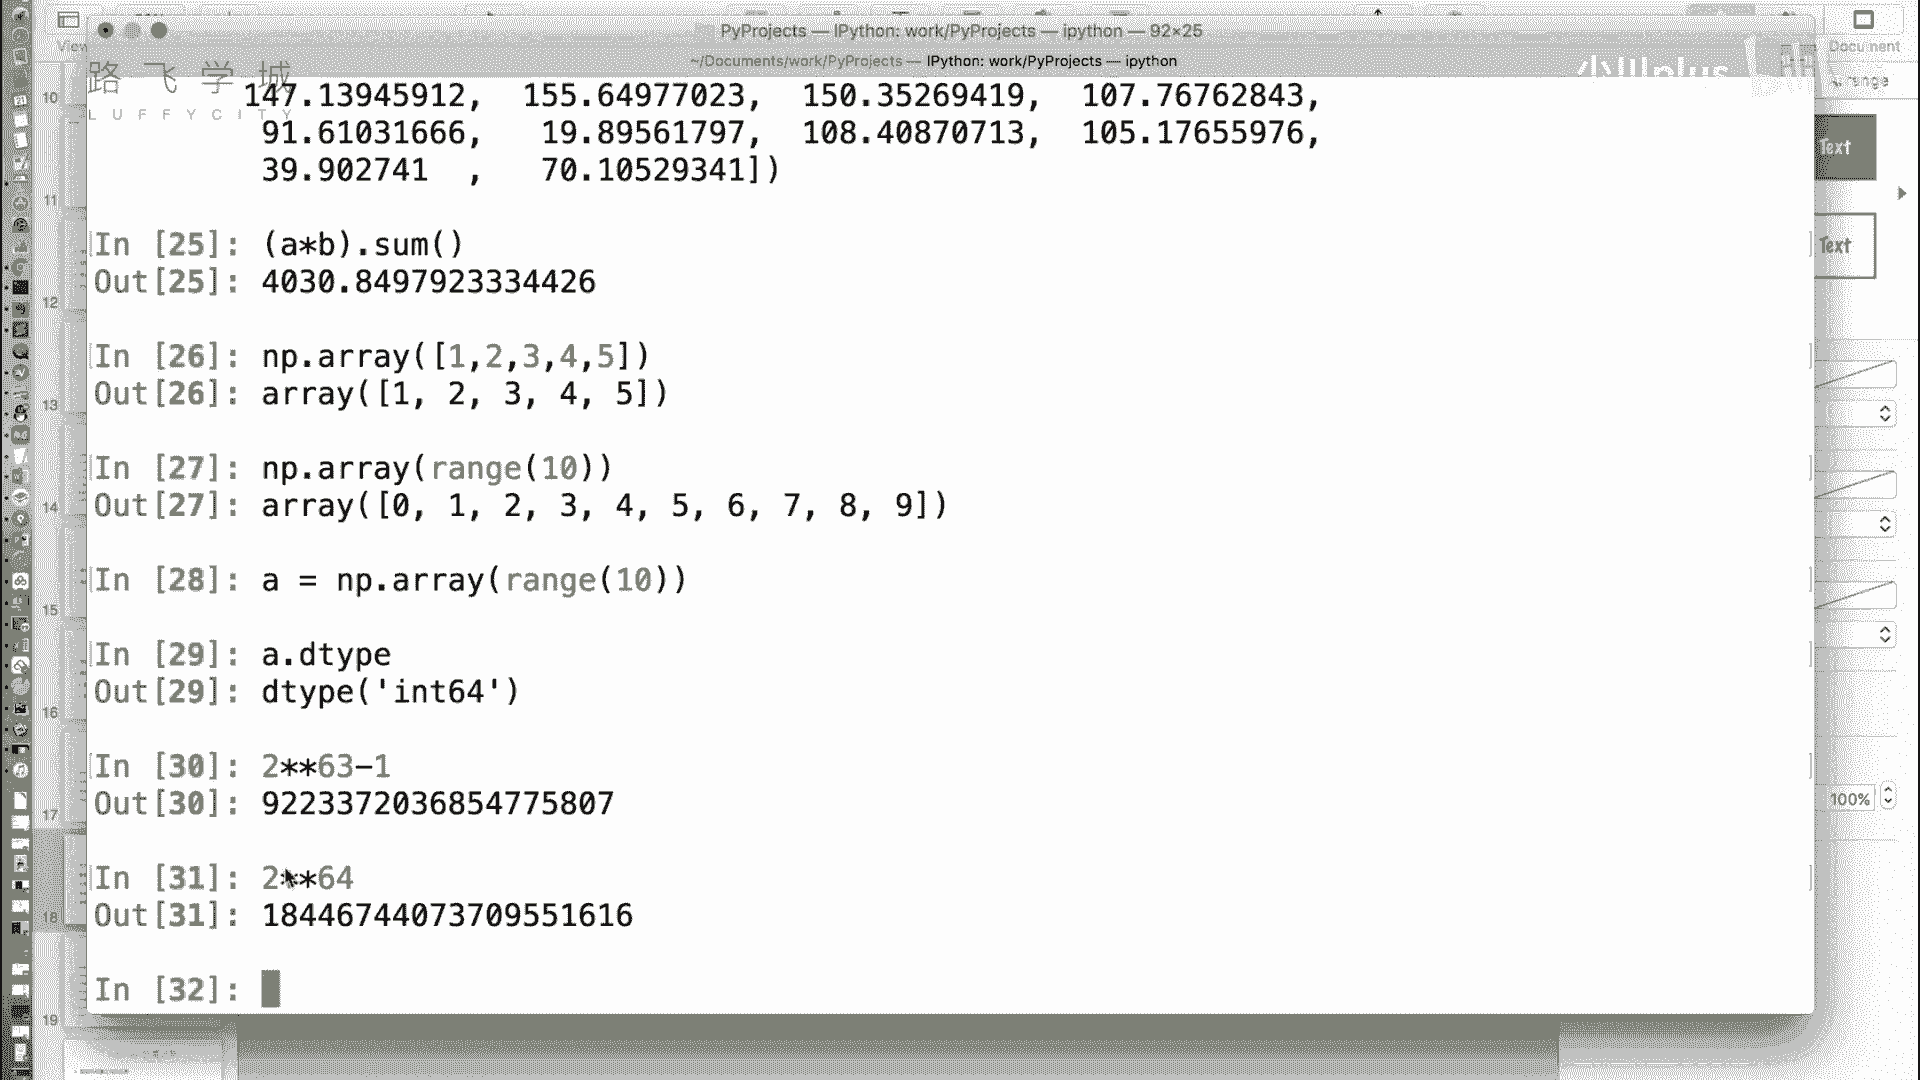 PyProjects — IPython: work/PyProjects — ipython — 92×25
~/Documents/work/PyProjects — IPython: work/PyProjects — ipython
View
Document
路飞学城
LUFFYCITY
147.13945912, 155.64977023, 150.35269419, 107.76762843,
91.61031666, 19.89561797, 108.40870713, 105.17655976,
39.902741 , 70.10529341])
In [25]: (a*b).sum()
Out[25]: 4030.8497923334426
In [26]: np.array([1,2,3,4,5])
Out[26]: array([1, 2, 3, 4, 5])
In [27]: np.array(range(10))
Out[27]: array([0, 1, 2, 3, 4, 5, 6, 7, 8, 9])
In [28]: a = np.array(range(10))
In [29]: a.dtype
Out[29]: dtype('int64')
In [30]: 2**63-1
Out[30]: 9223372036854775807
In [31]: 2**64
Out[31]: 18446744073709551616
In [32]:
10
11
12
13
14
15
16
17
18
19
Text
Text
100%